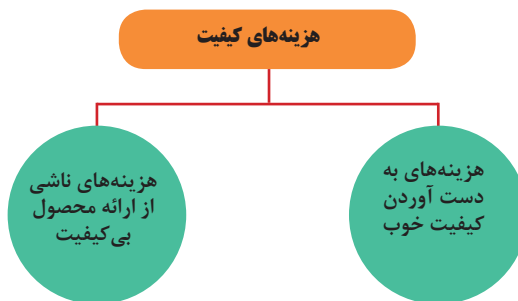 هزینه‌های کیفیت
هزینه‌های به
دست آوردن
کیفیت خوب
هزینه‌های ناشی
از ارائه محصول
بی‌کیفیت